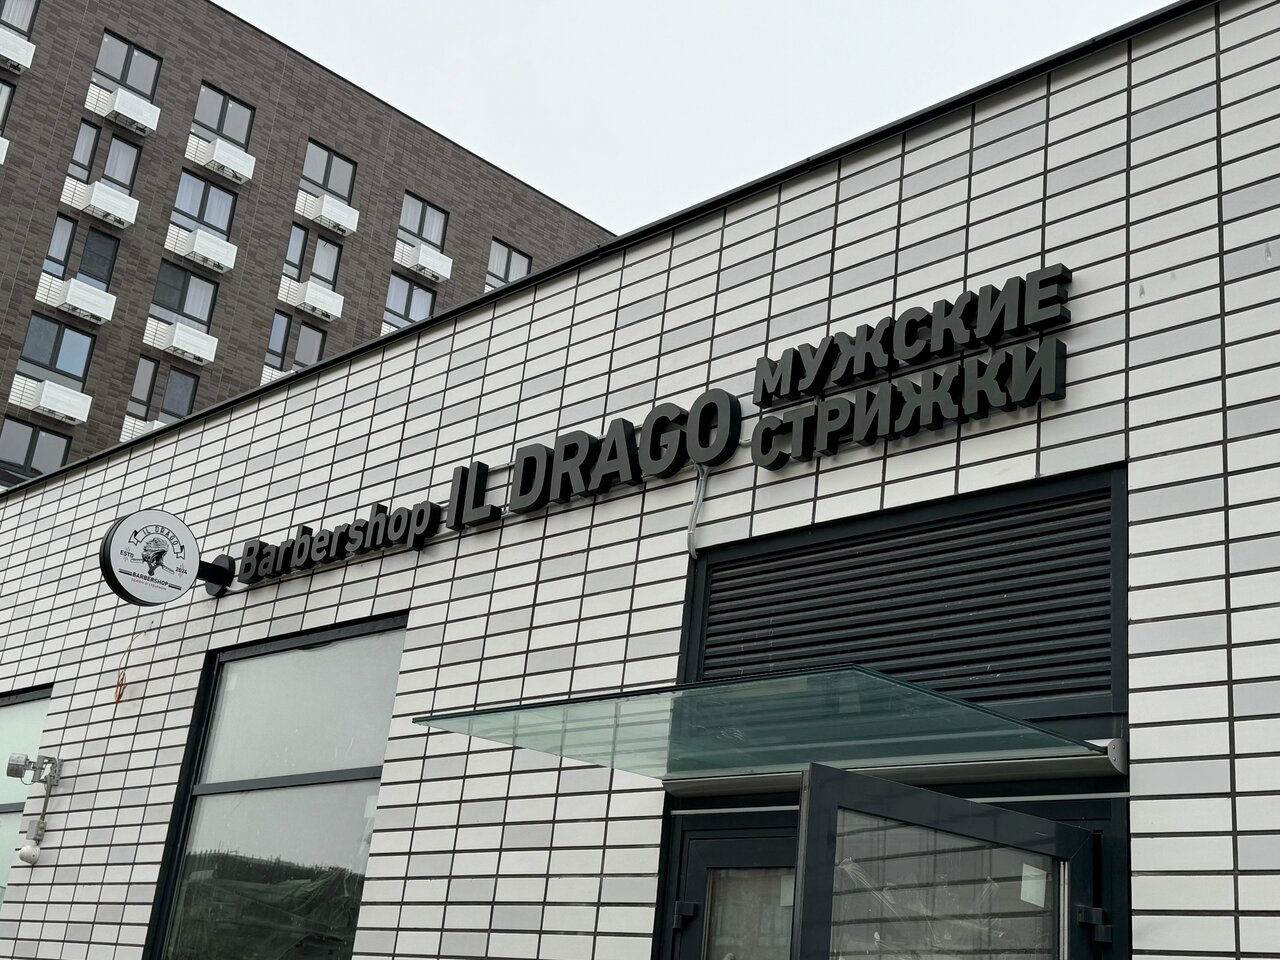 Barbershop IL DRAGO МУЖСКИЕ
СТРИЖКИ
IL DRAGO
ESTD 2024
BARBERSHOP